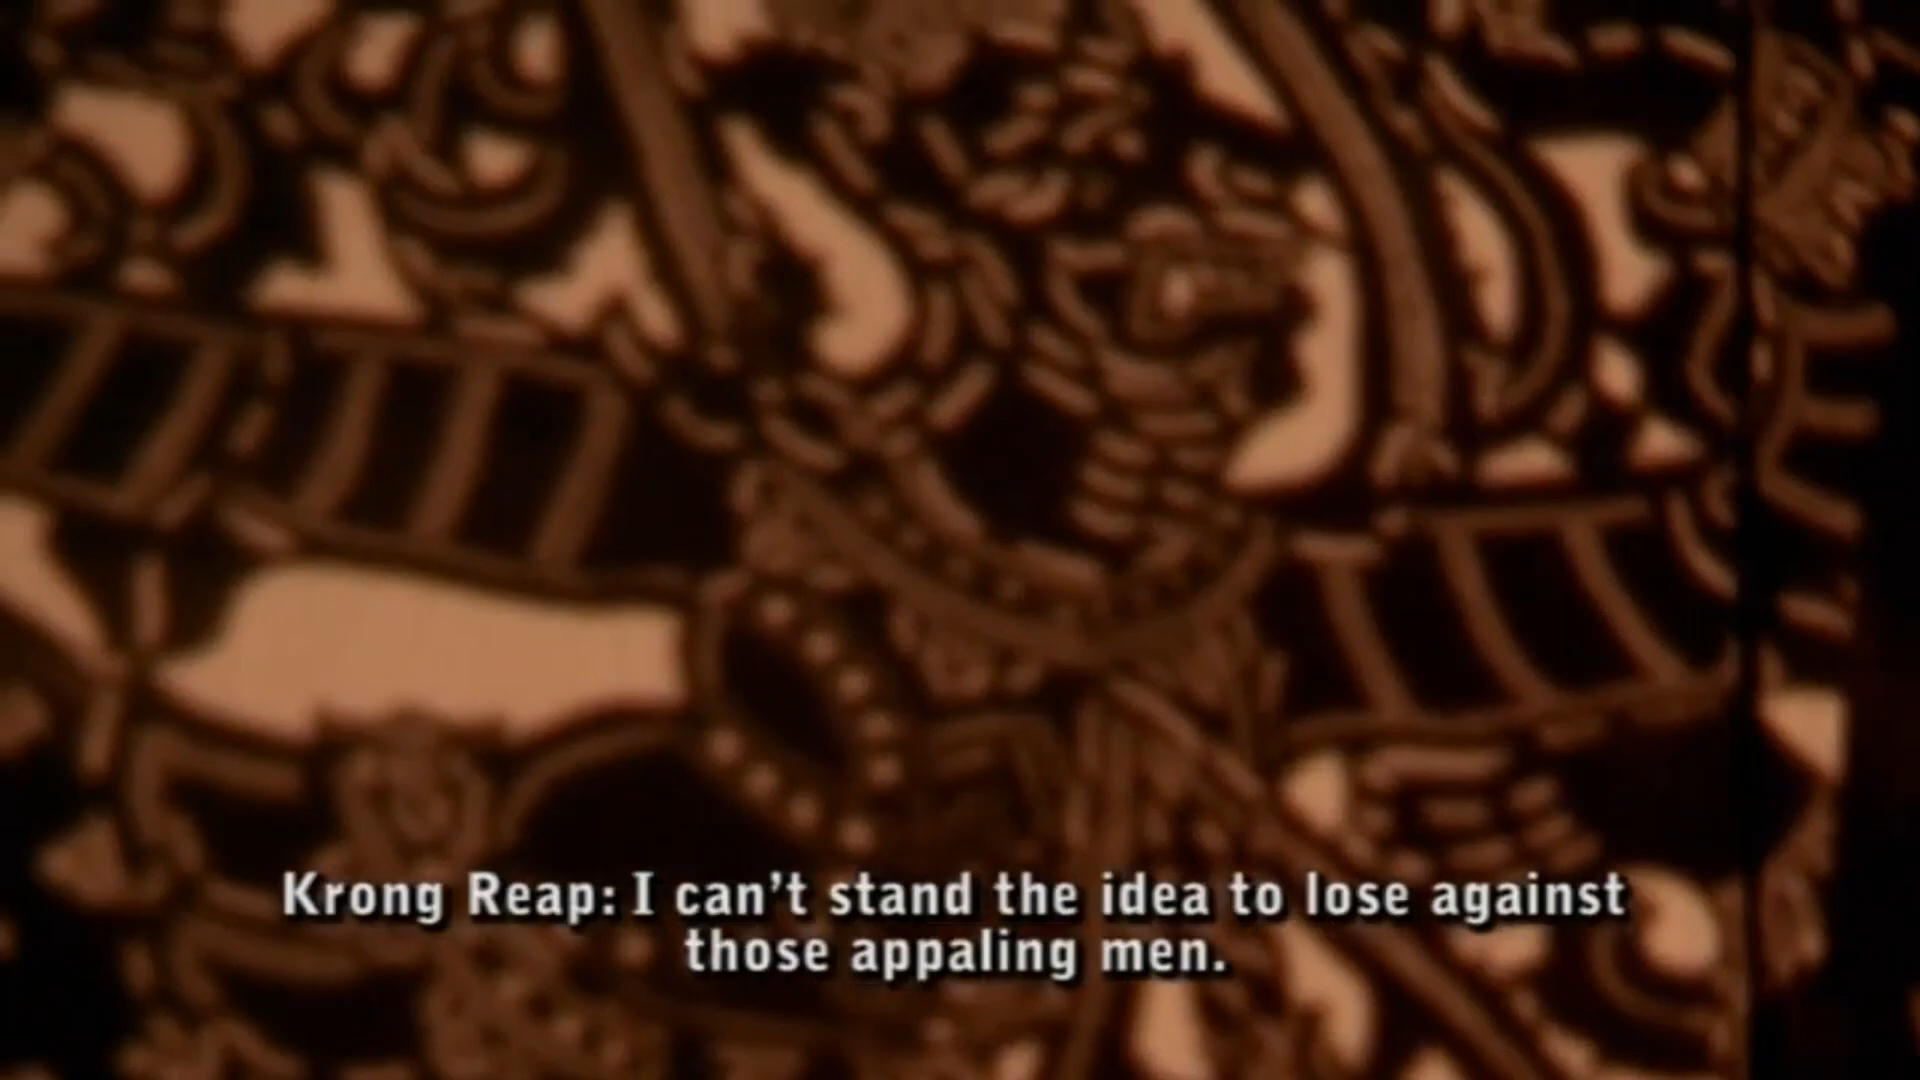 Krong Reap: I can't stand the idea to lose against
those appaling men.